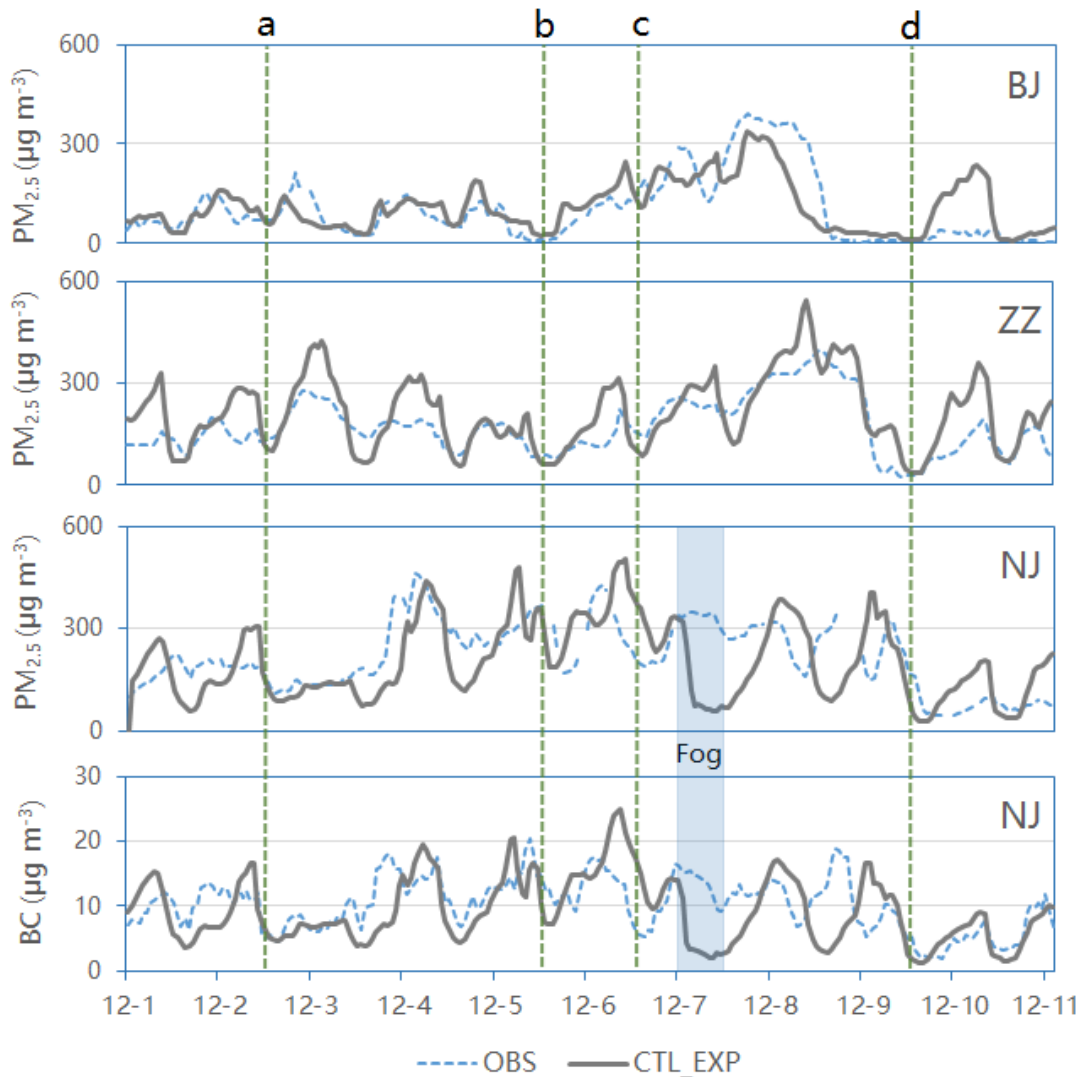 a b c d
600
300
0
PM2.5 (μg m-3)
BJ
600
300
0
PM2.5 (μg m-3)
ZZ
600
300
0
PM2.5 (μg m-3)
NJ
Fog
30
20
10
0
BC (μg m-3)
NJ
12-1 12-2 12-3 12-4 12-5 12-6 12-7 12-8 12-9 12-10 12-11
OBS CTL_EXP